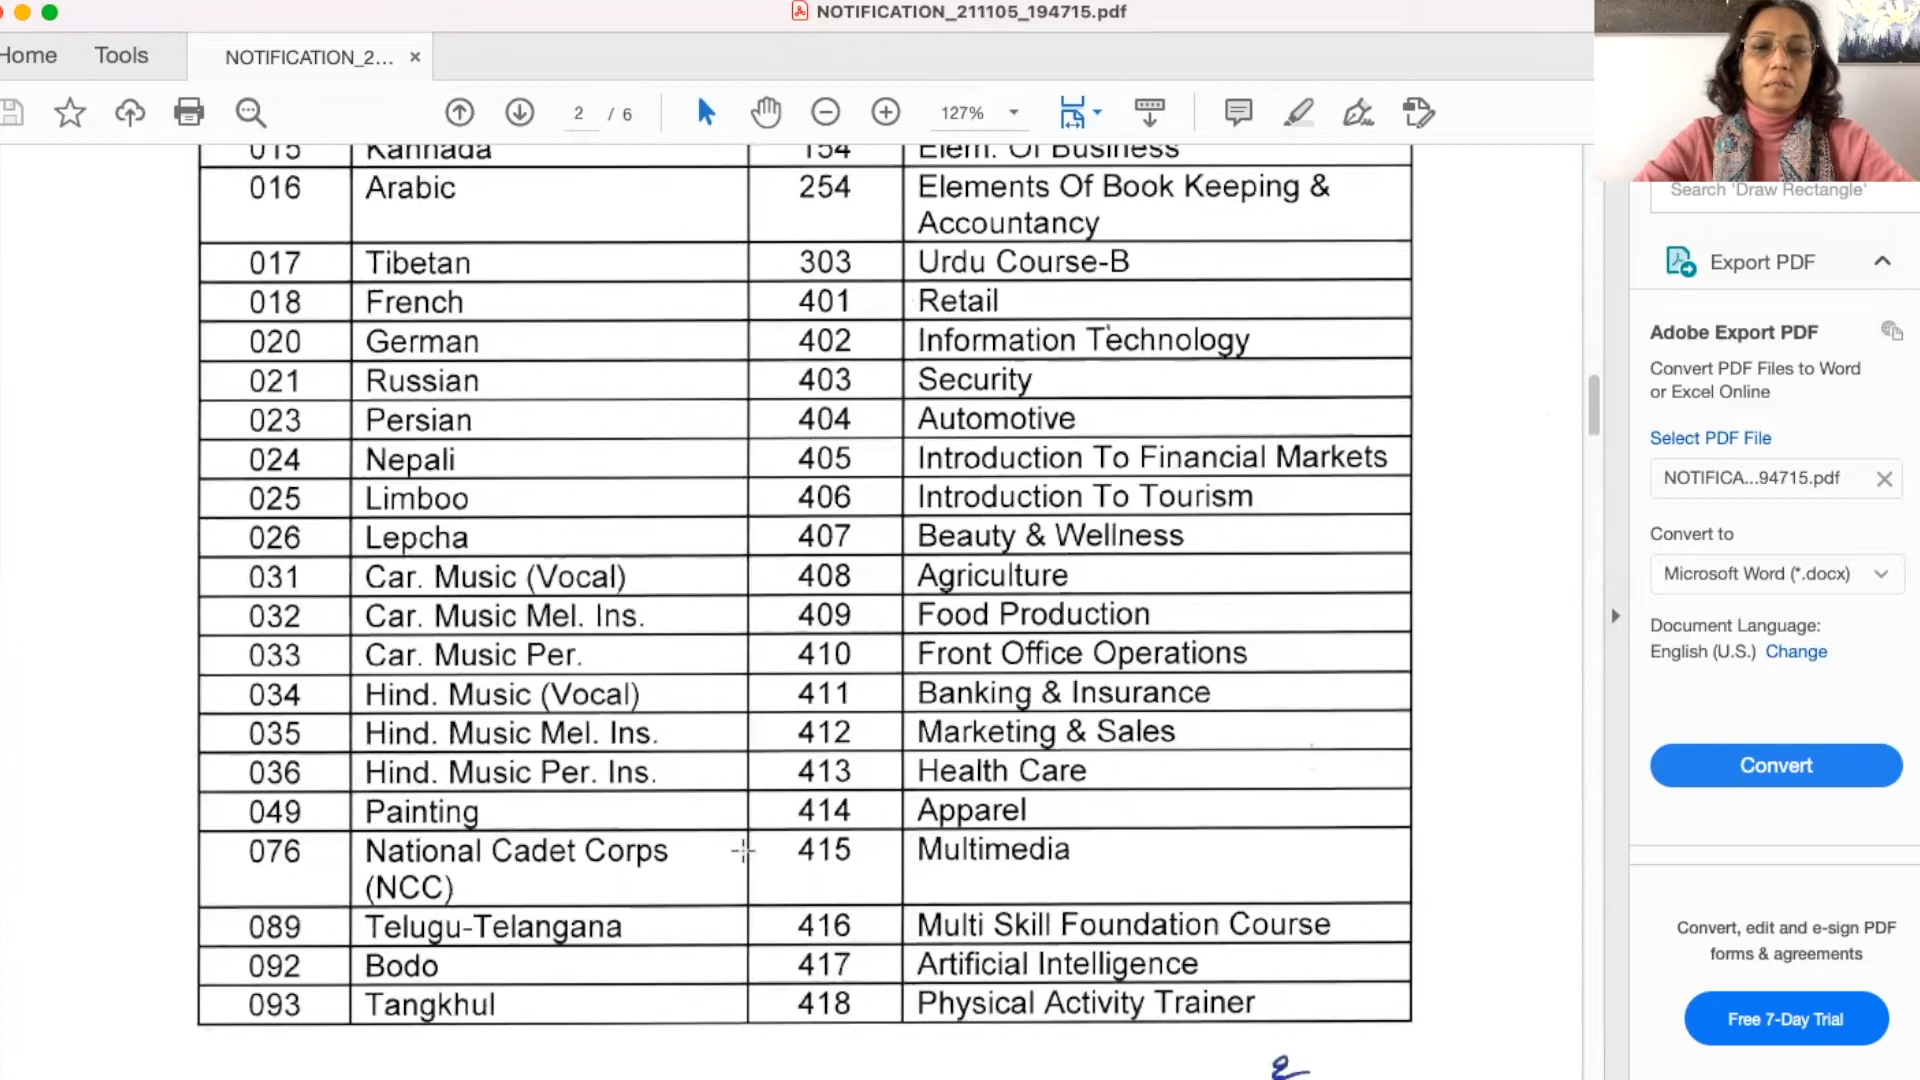 NOTIFICATION_211105_194715.pdf
Home Tools NOTIFICATION_2... ×
2 / 6 127%
015 Kannada 154 Elem. Of Business
016 Arabic 254 Elements Of Book Keeping &
Accountancy
017 Tibetan 303 Urdu Course-B
018 French 401 Retail
020 German 402 Information Technology
021 Russian 403 Security
023 Persian 404 Automotive
024 Nepali 405 Introduction To Financial Markets
025 Limboo 406 Introduction To Tourism
026 Lepcha 407 Beauty & Wellness
031 Car. Music (Vocal) 408 Agriculture
032 Car. Music Mel. Ins. 409 Food Production
033 Car. Music Per. 410 Front Office Operations
034 Hind. Music (Vocal) 411 Banking & Insurance
035 Hind. Music Mel. Ins. 412 Marketing & Sales
036 Hind. Music Per. Ins. 413 Health Care
049 Painting 414 Apparel
076 National Cadet Corps 415 Multimedia
(NCC)
089 Telugu-Telangana 416 Multi Skill Foundation Course
092 Bodo 417 Artificial Intelligence
093 Tangkhul 418 Physical Activity Trainer
Search 'Draw Rectangle'
Export PDF
Adobe Export PDF
Convert PDF Files to Word
or Excel Online
Select PDF File
NOTIFICA...94715.pdf
Convert to
Microsoft Word (*.docx)
Document Language:
English (U.S.) Change
Convert
Convert, edit and e-sign PDF
forms & agreements
Free 7-Day Trial